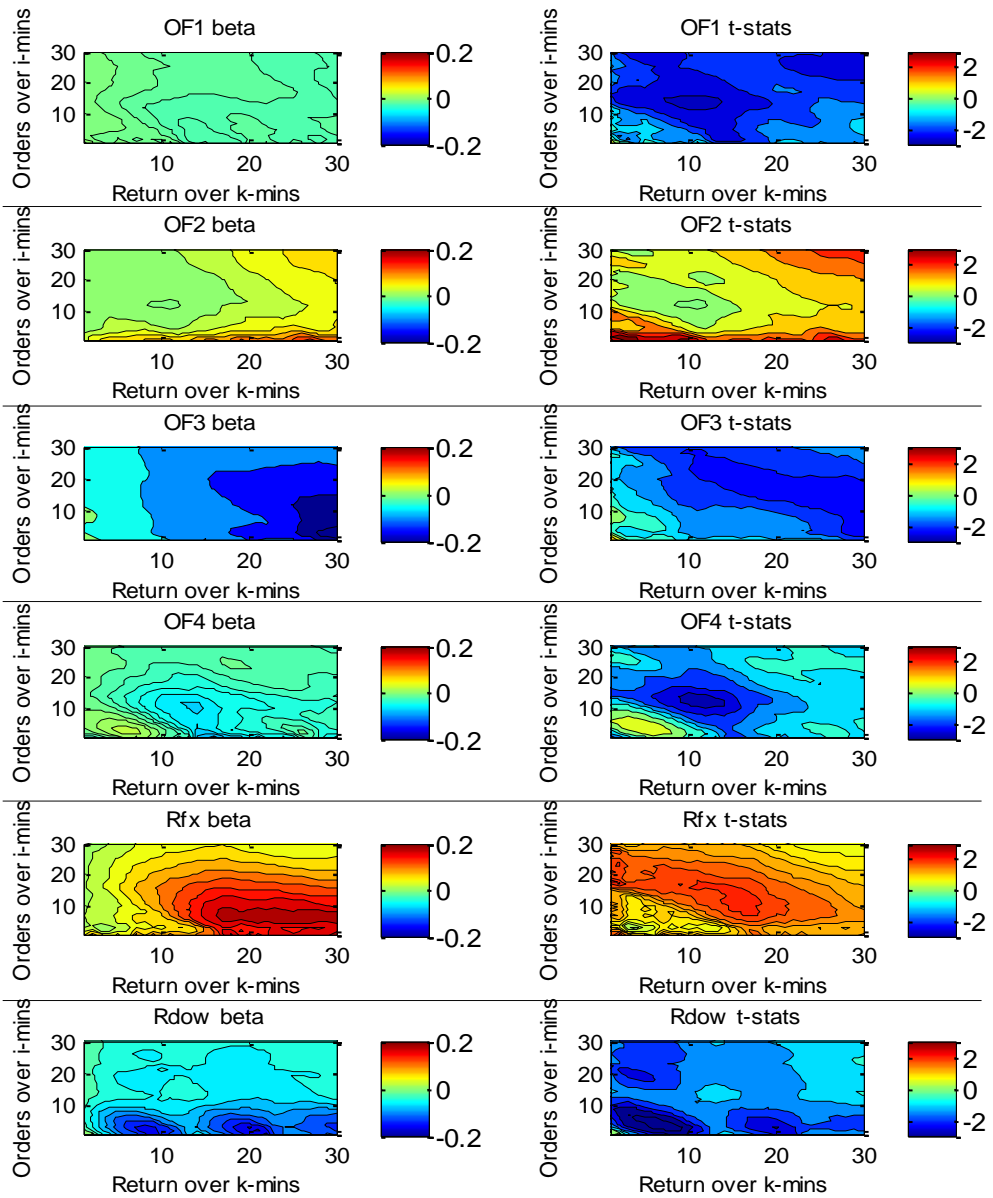 OF1 beta
OF1 t-stats
Orders over i-mins
30
20
10
10 20 30
Return over k-mins
0.2
0
-0.2
Orders over i-mins
30
20
10
10 20 30
Return over k-mins
2
0
-2
OF2 beta
OF2 t-stats
Orders over i-mins
30
20
10
10 20 30
Return over k-mins
0.2
0
-0.2
Orders over i-mins
30
20
10
10 20 30
Return over k-mins
2
0
-2
OF3 beta
OF3 t-stats
Orders over i-mins
30
20
10
10 20 30
Return over k-mins
0.2
0
-0.2
Orders over i-mins
30
20
10
10 20 30
Return over k-mins
2
0
-2
OF4 beta
OF4 t-stats
Orders over i-mins
30
20
10
10 20 30
Return over k-mins
0.2
0
-0.2
Orders over i-mins
30
20
10
10 20 30
Return over k-mins
2
0
-2
Rfx beta
Rfx t-stats
Orders over i-mins
30
20
10
10 20 30
Return over k-mins
0.2
0
-0.2
Orders over i-mins
30
20
10
10 20 30
Return over k-mins
2
0
-2
Rdow beta
Rdow t-stats
Orders over i-mins
30
20
10
10 20 30
Return over k-mins
0.2
0
-0.2
Orders over i-mins
30
20
10
10 20 30
Return over k-mins
2
0
-2